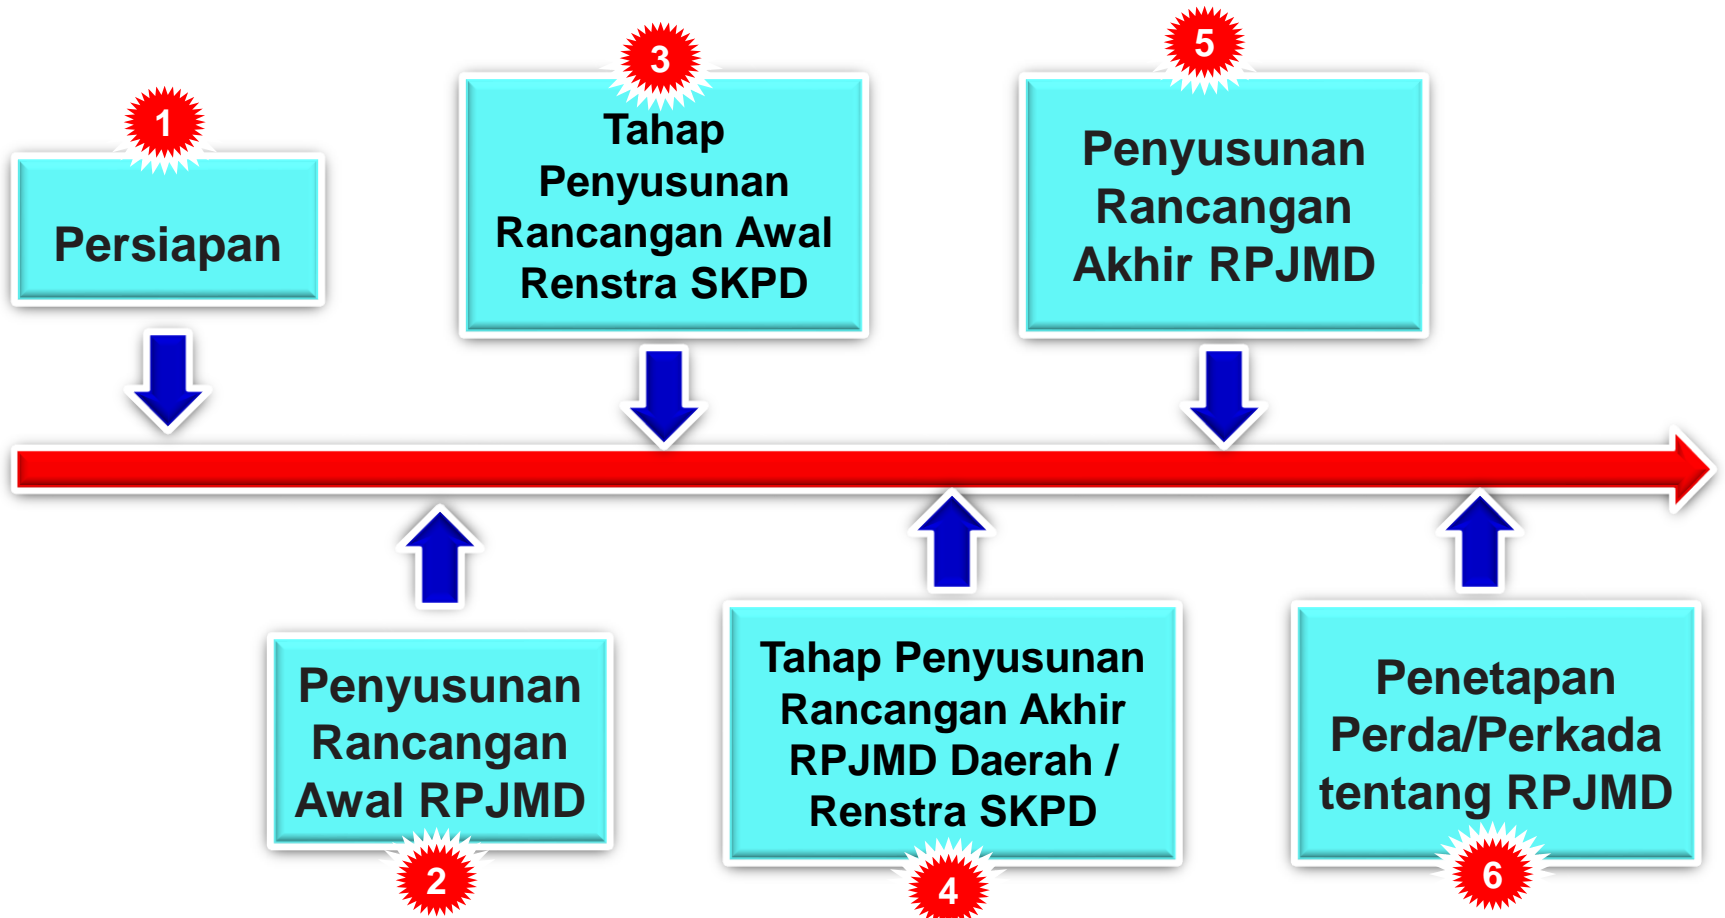 1
Persiapan
2
Penyusunan
Rancangan
Awal RPJMD
3
Tahap
Penyusunan
Rancangan Awal
Renstra SKPD
4
Tahap Penyusunan
Rancangan Akhir
RPJMD Daerah /
Renstra SKPD
5
Penyusunan
Rancangan
Akhir RPJMD
6
Penetapan
Perda/Perkada
tentang RPJMD